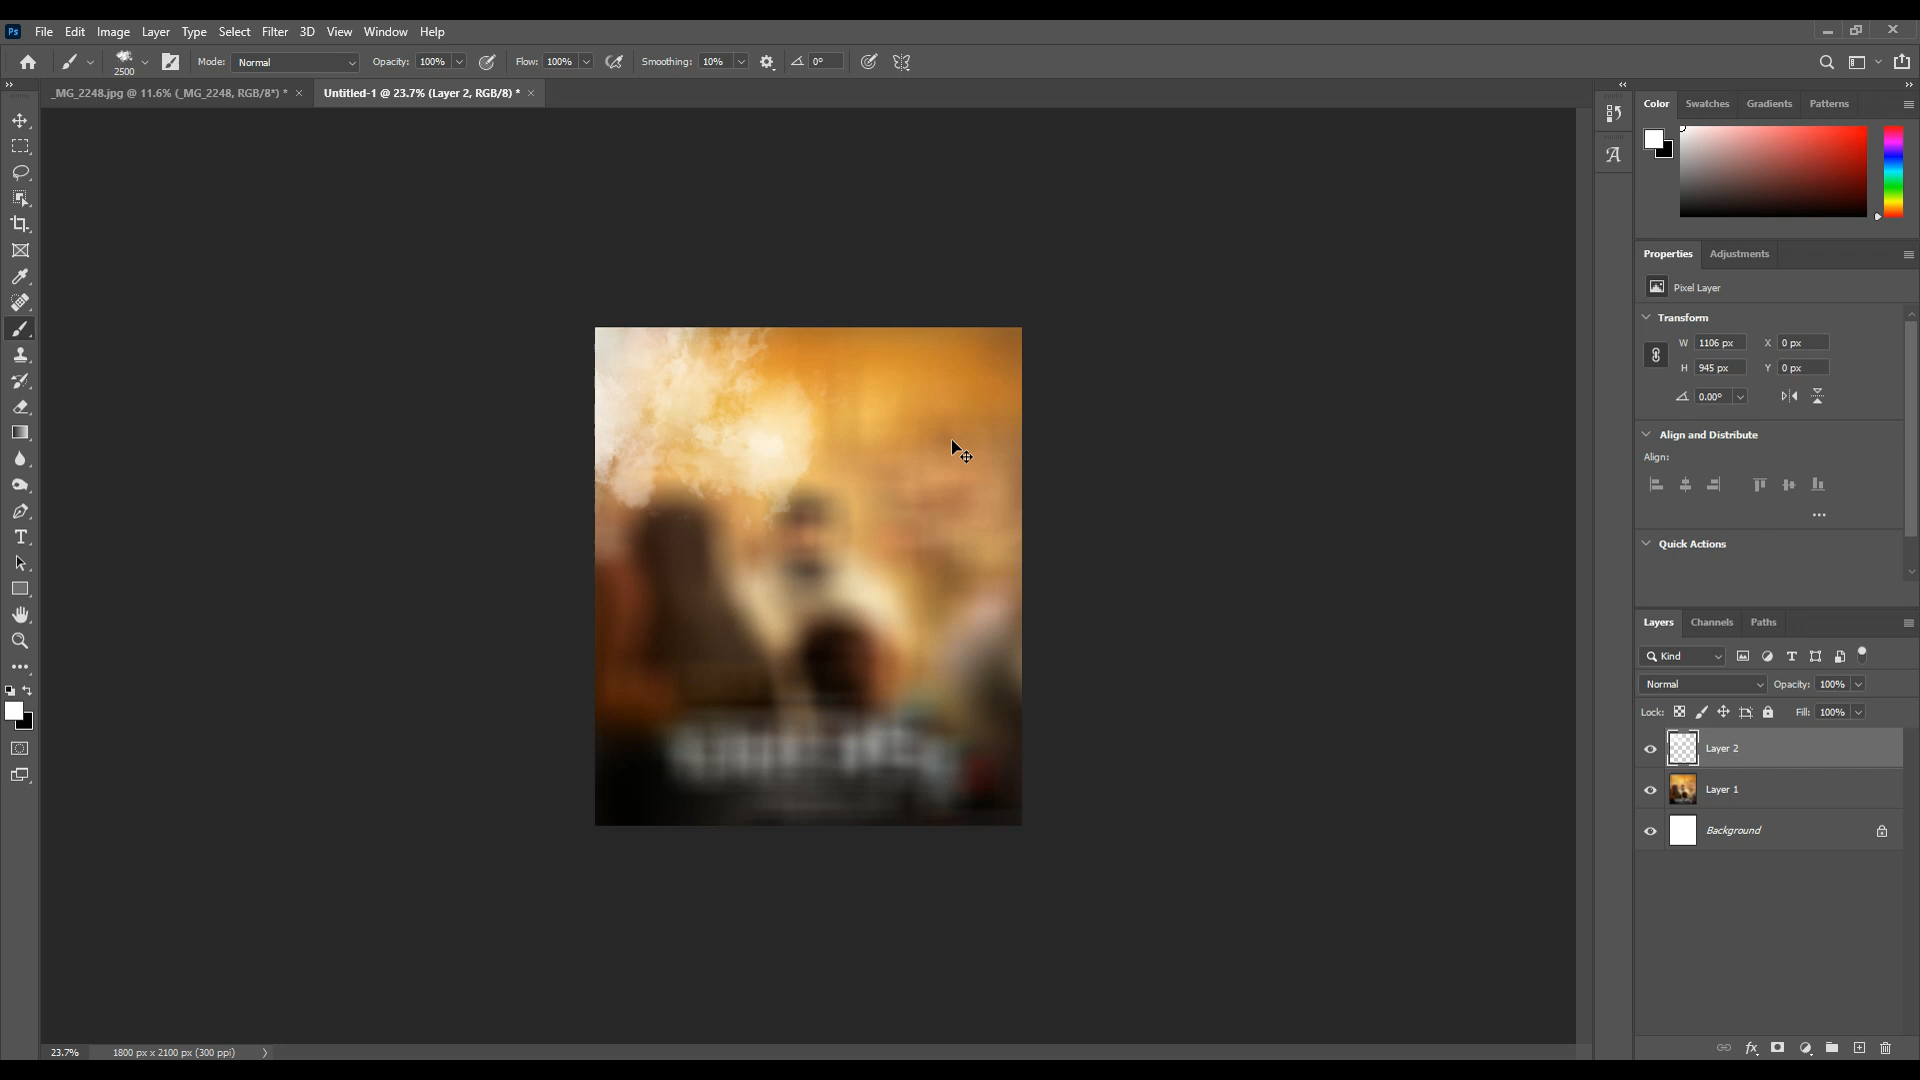 Ps File Edit Image Layer Type Select Filter 3D View Window Help
2500 Mode: Normal Opacity: 100% Flow: 100% Smoothing: 10% 0°
_MG_2248.jpg @ 11.6% (_MG_2248, RGB/8*) * × Untitled-1 @ 23.7% (Layer 2, RGB/8) * ×
Color Swatches Gradients Patterns
Properties Adjustments
Pixel Layer
Transform
W 1106 px X 0 px
H 945 px Y 0 px
0.00°
Align and Distribute
Align:
Quick Actions
Layers Channels Paths
Kind
Normal Opacity: 100%
Lock: Fill: 100%
Layer 2
Layer 1
Background
23.7% 1800 px x 2100 px (300 ppi)